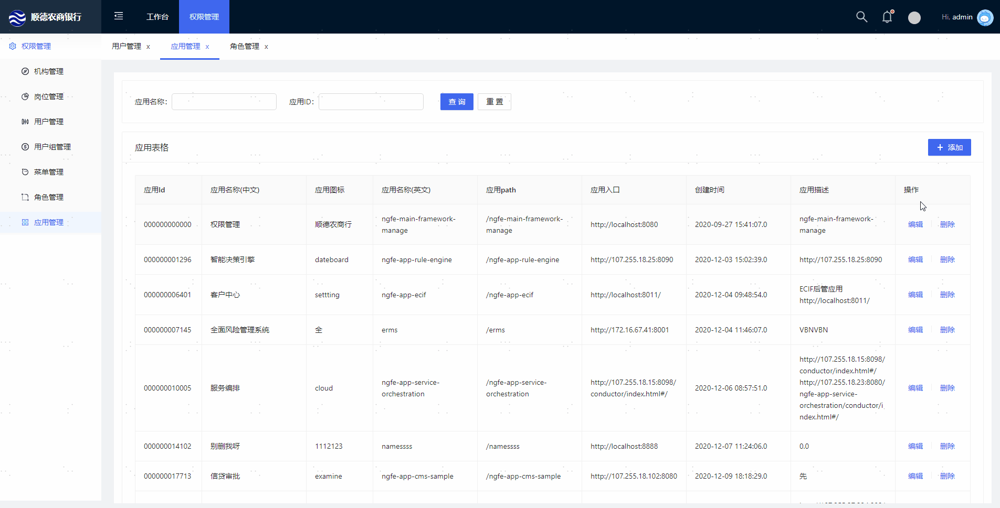 顺德农商银行
工作台
权限管理
Hi, admin
权限管理
机构管理
岗位管理
用户管理
用户组管理
菜单管理
角色管理
应用管理
用户管理 x
应用管理 x
角色管理 x
应用名称:
应用ID:
查 询
重 置
应用表格
+ 添加
应用Id 应用名称(中文) 应用图标 应用名称(英文) 应用path 应用入口 创建时间 应用描述 操作
000000000000 权限管理 顺德农商行 ngfe-main-framework-manage /ngfe-main-framework-manage http://localhost:8080 2020-09-27 15:41:07.0 ngfe-main-framework-manage 编辑 删除
000000001296 智能决策引擎 dateboard ngfe-app-rule-engine /ngfe-app-rule-engine http://107.255.18.25:8090 2020-12-03 15:02:39.0 http://107.255.18.25:8090 编辑 删除
000000006401 客户中心 settting ngfe-app-ecif /ngfe-app-ecif http://localhost:8011/ 2020-12-04 09:48:54.0 ECIF后管应用 http://localhost:8011/ 编辑 删除
000000007145 全面风险管理系统 全 erms /erms http://172.16.67.41:8001 2020-12-04 11:46:07.0 VBNVBN 编辑 删除
000000010005 服务编排 cloud ngfe-app-service-orchestration /ngfe-app-service-orchestration http://107.255.18.15:8098/conductor/index.html#/ 2020-12-06 08:57:51.0 http://107.255.18.15:8098/conductor/index.html#/ http://107.255.18.23:8080/ngfe-app-service-orchestration/conductor/index.html#/ 编辑 删除
000000014102 别删我呀 1112123 namessss /namessss http://localhost:8888 2020-12-07 11:24:06.0 0.0 编辑 删除
000000017713 信贷审批 examine ngfe-app-cms-sample /ngfe-app-cms-sample http://107.255.18.102:8080 2020-12-09 18:18:29.0 先 编辑 删除